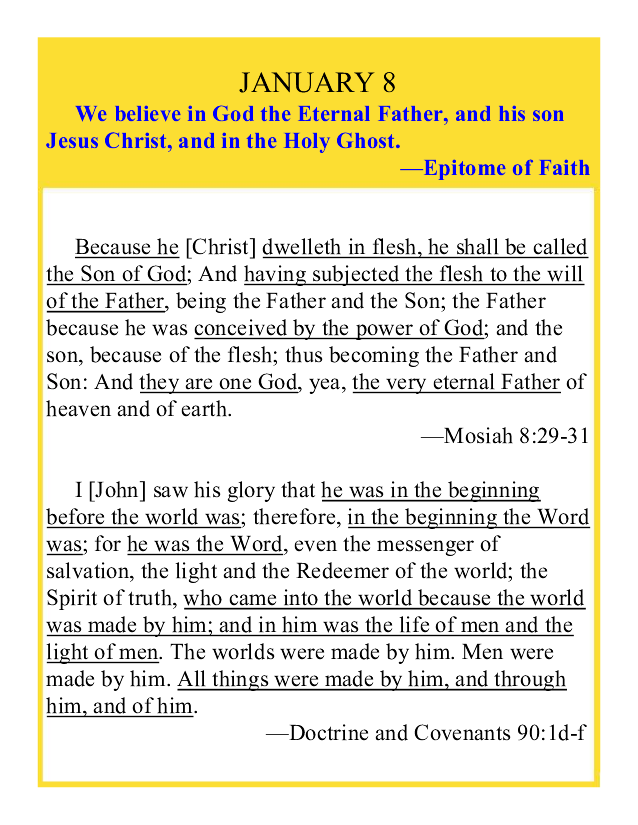 JANUARY 8
We believe in God the Eternal Father, and his son
Jesus Christ, and in the Holy Ghost.
—Epitome of Faith
Because he [Christ] dwelleth in flesh, he shall be called
the Son of God; And having subjected the flesh to the will
of the Father, being the Father and the Son; the Father
because he was conceived by the power of God; and the
son, because of the flesh; thus becoming the Father and
Son: And they are one God, yea, the very eternal Father of
heaven and of earth.
—Mosiah 8:29-31
I [John] saw his glory that he was in the beginning
before the world was; therefore, in the beginning the Word
was; for he was the Word, even the messenger of
salvation, the light and the Redeemer of the world; the
Spirit of truth, who came into the world because the world
was made by him; and in him was the life of men and the
light of men. The worlds were made by him. Men were
made by him. All things were made by him, and through
him, and of him.
—Doctrine and Covenants 90:1d-f